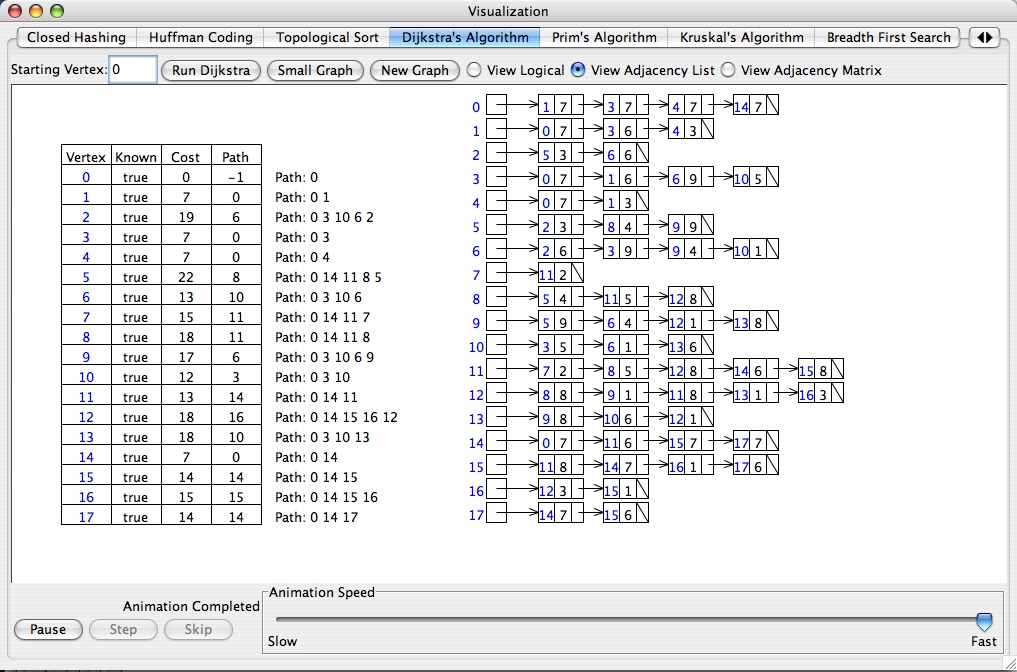 Visualization
Closed Hashing Huffman Coding Topological Sort Dijkstra's Algorithm Prim's Algorithm Kruskal's Algorithm Breadth First Search
Starting Vertex: 0 Run Dijkstra Small Graph New Graph View Logical View Adjacency List View Adjacency Matrix
Vertex Known Cost Path
0 true 0 -1 Path: 0
1 true 7 0 Path: 0 1
2 true 19 6 Path: 0 3 10 6 2
3 true 7 0 Path: 0 3
4 true 7 0 Path: 0 4
5 true 22 8 Path: 0 14 11 8 5
6 true 13 10 Path: 0 3 10 6
7 true 15 11 Path: 0 14 11 7
8 true 18 11 Path: 0 14 11 8
9 true 17 6 Path: 0 3 10 6 9
10 true 12 3 Path: 0 3 10
11 true 13 14 Path: 0 14 11
12 true 18 16 Path: 0 14 15 16 12
13 true 18 10 Path: 0 3 10 13
14 true 7 0 Path: 0 14
15 true 14 14 Path: 0 14 15
16 true 15 15 Path: 0 14 15 16
17 true 14 14 Path: 0 14 17
0 1 7 3 7 4 7 14 7
1 0 7 3 6 4 3
2 5 3 6 6
3 0 7 1 6 6 9 10 5
4 0 7 1 3
5 2 3 8 4 9 9
6 2 6 3 9 9 4 10 1
7 11 2
8 5 4 11 5 12 8
9 5 9 6 4 12 1 13 8
10 3 5 6 1 13 6
11 7 2 8 5 12 8 14 6 15 8
12 8 8 9 1 11 8 13 1 16 3
13 9 8 10 6 12 1
14 0 7 11 6 15 7 17 7
15 11 8 14 7 16 1 17 6
16 12 3 15 1
17 14 7 15 6
Animation Completed
Pause Step Skip
Animation Speed
Slow Fast